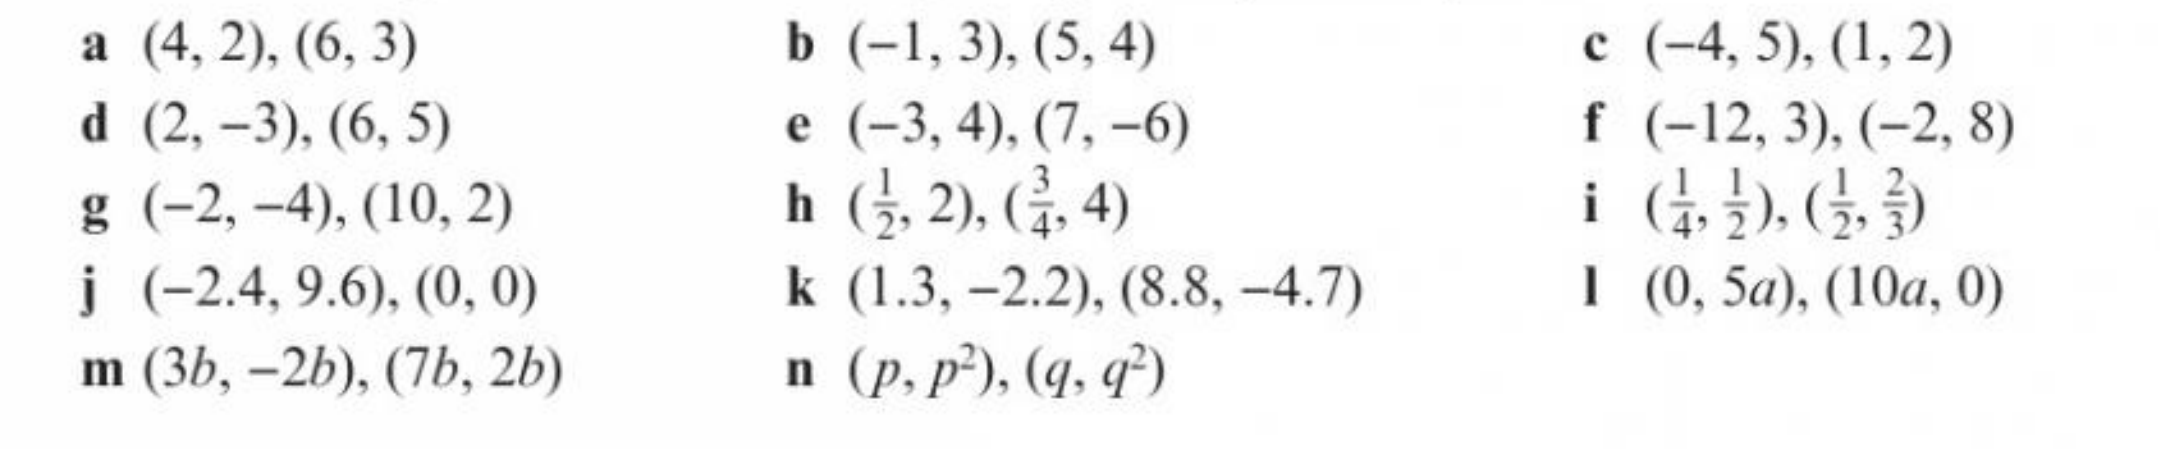 a (4, 2), (6, 3) b (−1, 3), (5, 4) c (−4, 5), (1, 2)
d (2, −3), (6, 5) e (−3, 4), (7, −6) f (−12, 3), (−2, 8)
g (−2, −4), (10, 2) h (1/2, 2), (3/4, 4) i (1/4, 1/2), (1/2, 2/3)
j (−2.4, 9.6), (0, 0) k (1.3, −2.2), (8.8, −4.7) l (0, 5a), (10a, 0)
m (3b, −2b), (7b, 2b) n (p, p²), (q, q²)